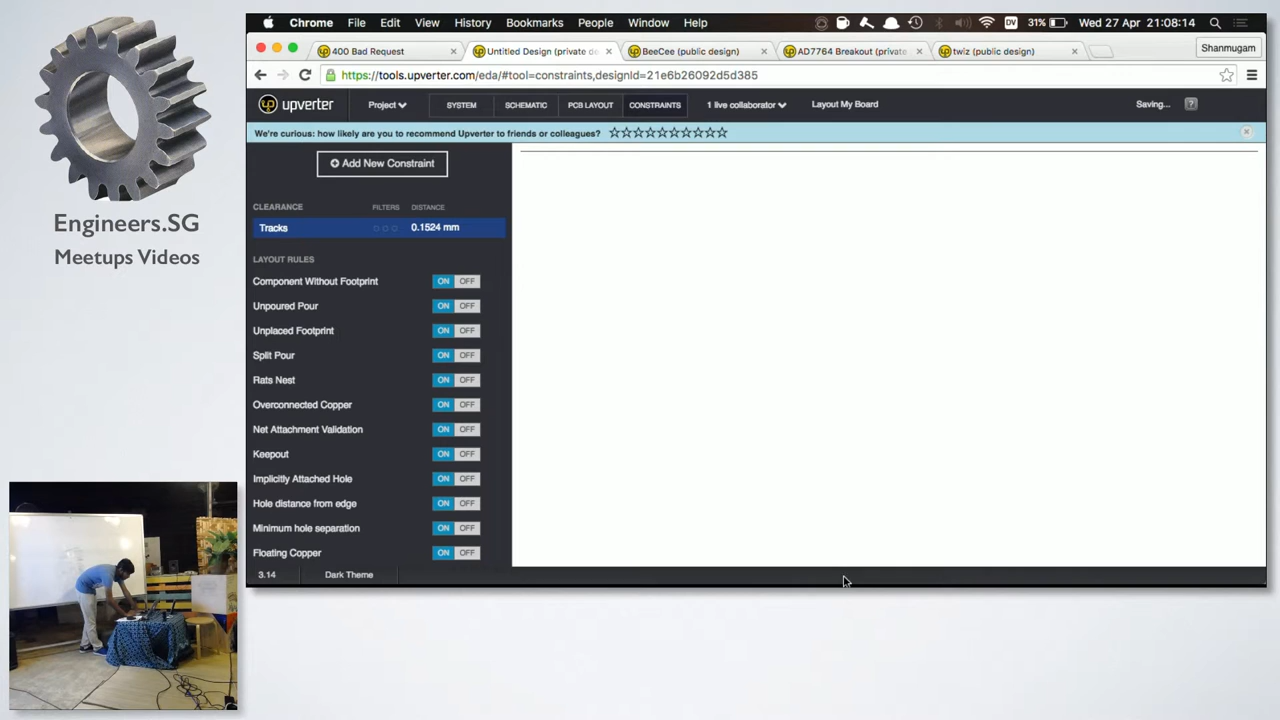 Chrome File Edit View History Bookmarks People Window Help DV 31% Wed 27 Apr 21:08:14
400 Bad Request Untitled Design (private de BeeCee (public design) AD7764 Breakout (private twiz (public design) Shanmugam
https://tools.upverter.com/eda/#tool=constraints,designId=21e6b26092d5d385
up upverter Project SYSTEM SCHEMATIC PCB LAYOUT CONSTRAINTS 1 live collaborator Layout My Board Saving... ?
We're curious: how likely are you to recommend Upverter to friends or colleagues?
Add New Constraint
CLEARANCE FILTERS DISTANCE
Tracks 0.1524 mm
LAYOUT RULES
Component Without Footprint ON OFF
Unpoured Pour ON OFF
Unplaced Footprint ON OFF
Split Pour ON OFF
Rats Nest ON OFF
Overconnected Copper ON OFF
Net Attachment Validation ON OFF
Keepout ON OFF
Implicitly Attached Hole ON OFF
Hole distance from edge ON OFF
Minimum hole separation ON OFF
Floating Copper ON OFF
3.14 Dark Theme
Engineers.SG
Meetups Videos